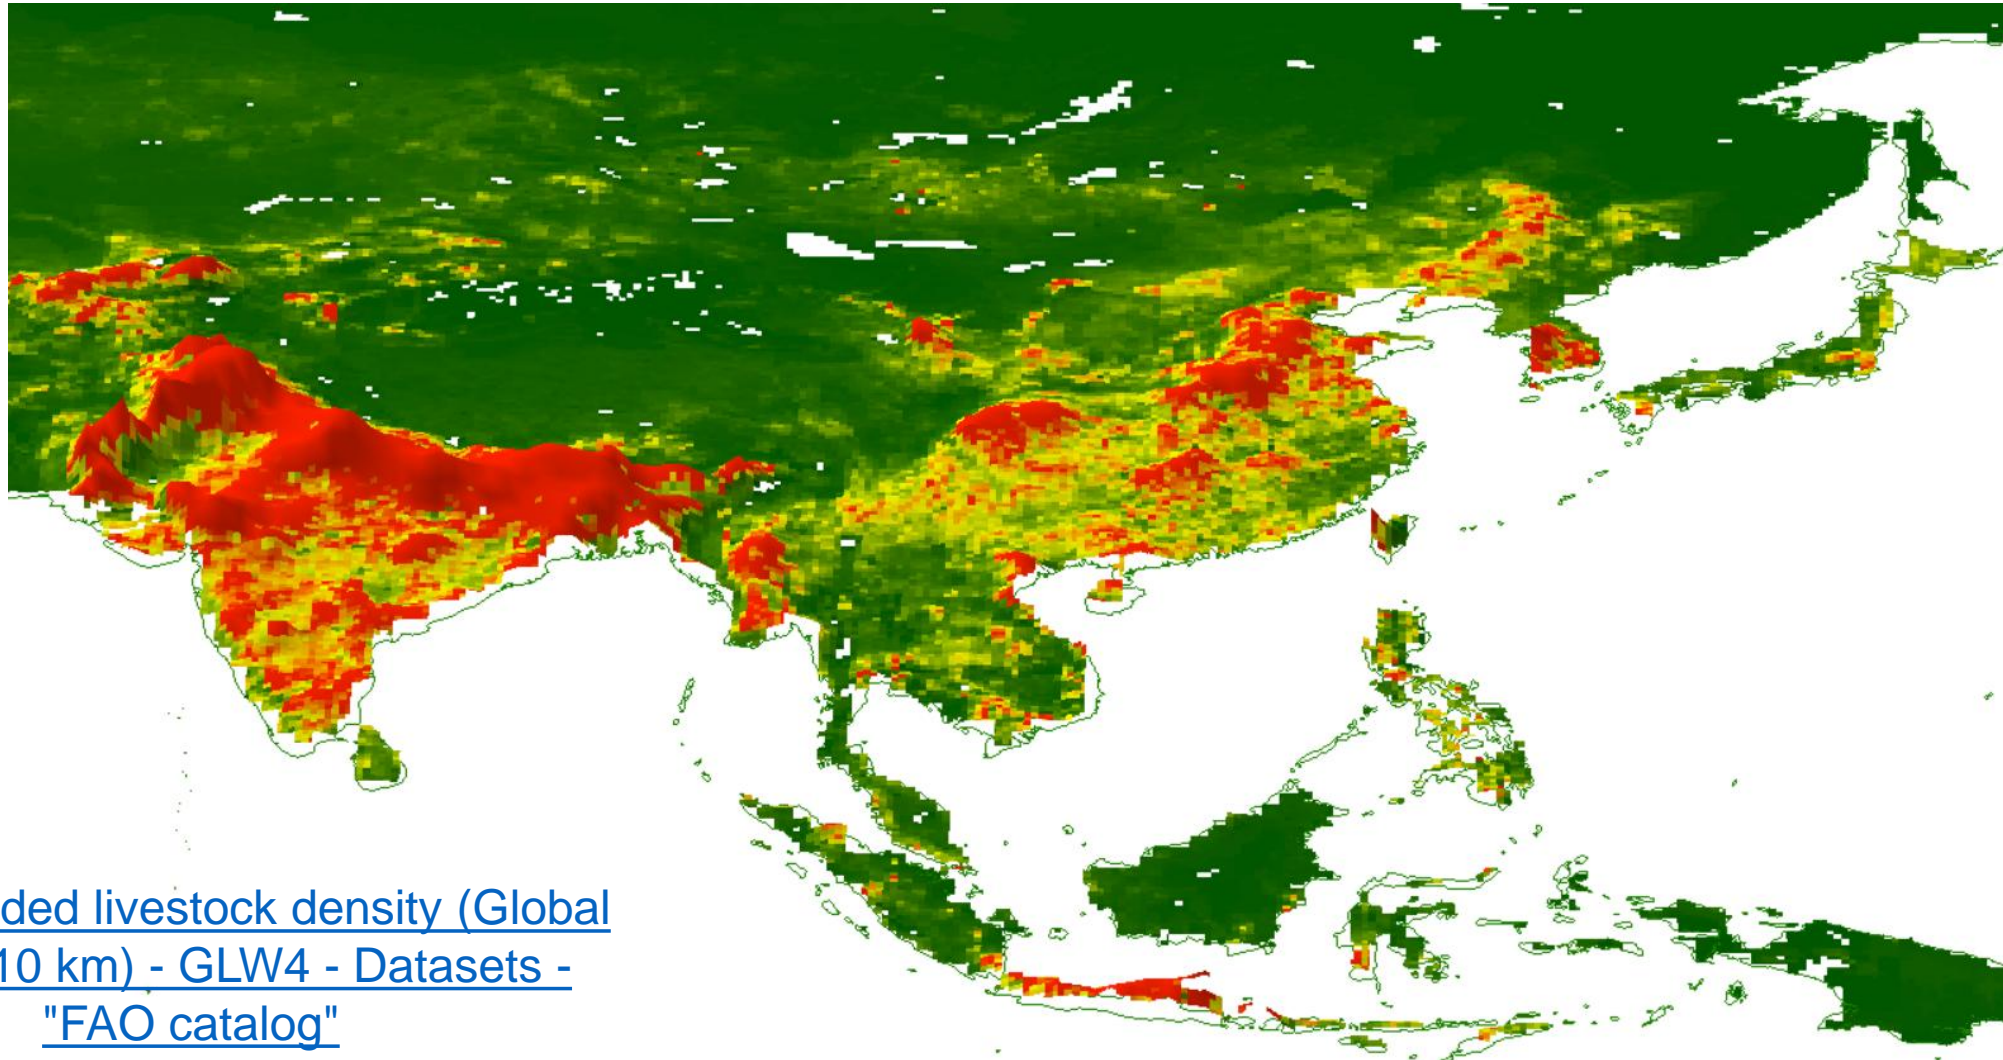 ded livestock density (Global
10 km) - GLW4 - Datasets -
"FAO catalog"